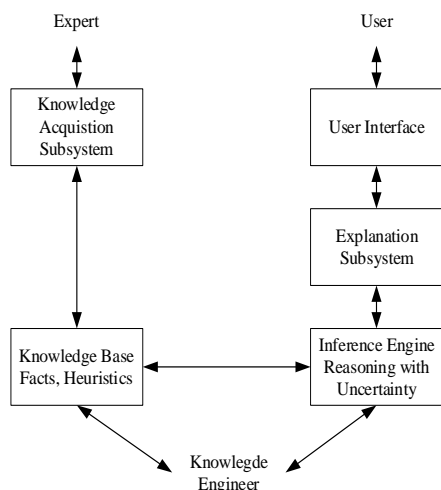 Expert
User
Knowledge
Acquistion
Subsystem
User Interface
Explanation
Subsystem
Knowledge Base
Facts, Heuristics
Inference Engine
Reasoning with
Uncertainty
Knowlegde
Engineer